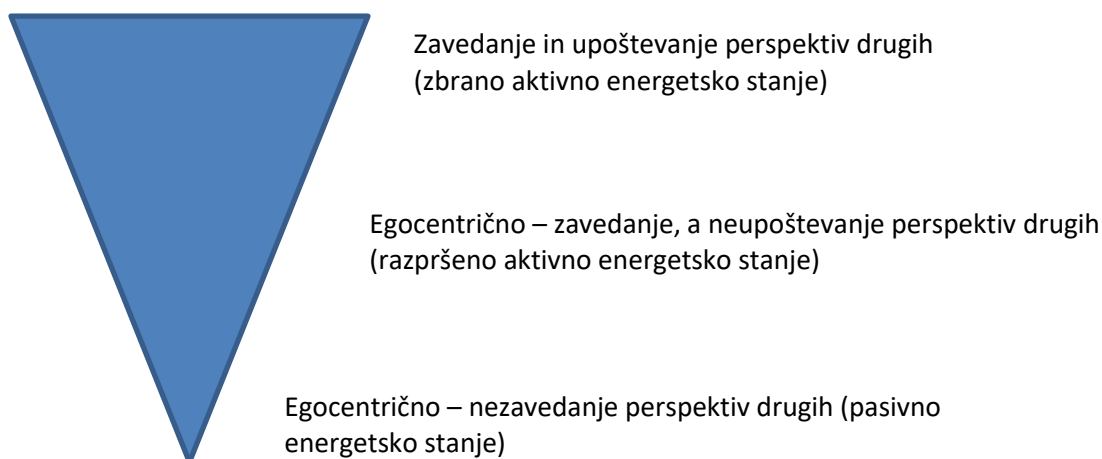 Zavedanje in upoštevanje perspektiv drugih
(zbrano aktivno energetsko stanje)
Egocentrično – zavedanje, a neupoštevanje perspektiv drugih
(razpršeno aktivno energetsko stanje)
Egocentrično – nezavedanje perspektiv drugih (pasivno
energetsko stanje)